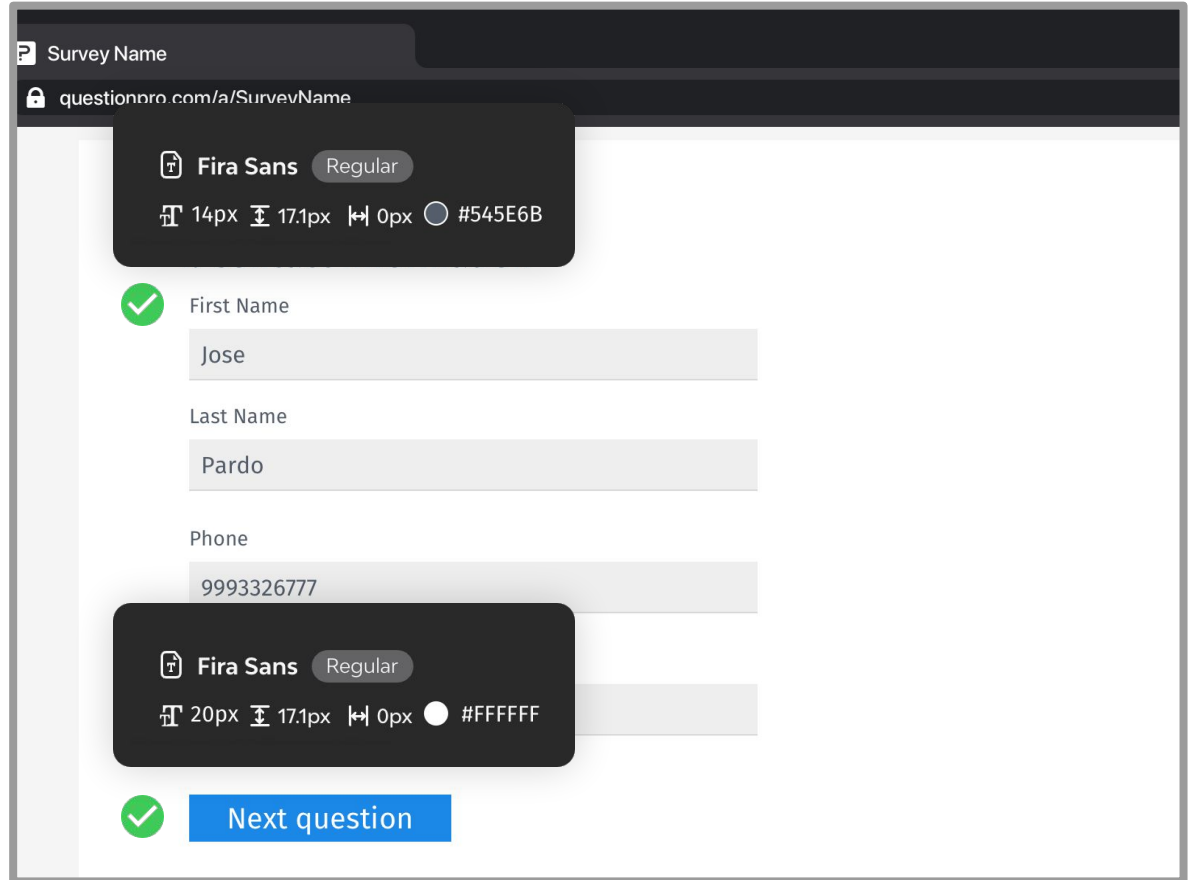 Survey Name
questionpro.com/a/SurveyName
Fira Sans Regular
14px 17.1px 0px #545E6B
First Name
Jose
Last Name
Pardo
Phone
9993326777
Fira Sans Regular
20px 17.1px 0px #FFFFFF
Next question